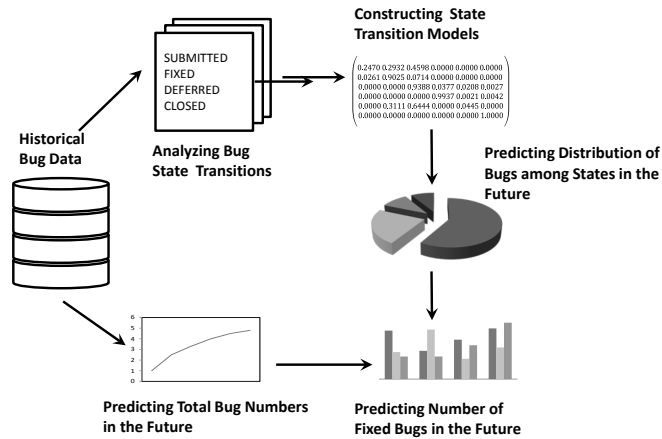 Constructing State
Transition Models
SUBMITTED
FIXED
DEFERRED
CLOSED
0.2470 0.2932 0.4598 0.0000 0.0000 0.0000
0.0261 0.9025 0.0714 0.0000 0.0000 0.0000
0.0000 0.0000 0.9388 0.0377 0.0208 0.0027
0.0000 0.0000 0.0000 0.9937 0.0021 0.0042
0.0000 0.3111 0.6444 0.0000 0.0445 0.0000
0.0000 0.0000 0.0000 0.0000 0.0000 1.0000
Historical
Bug Data
Analyzing Bug
State Transitions
Predicting Distribution of
Bugs among States in the
Future
6
5
4
3
2
1
0
Predicting Total Bug Numbers
in the Future
Predicting Number of
Fixed Bugs in the Future